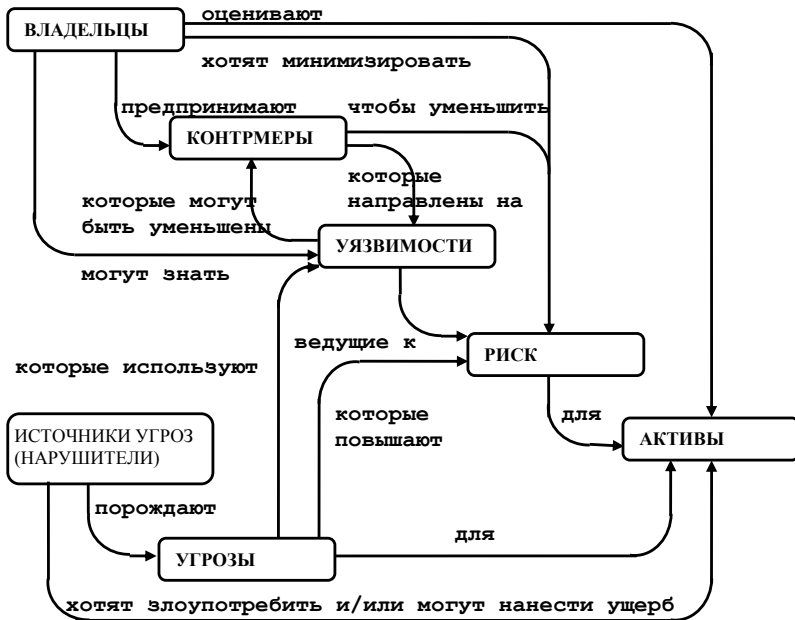 оценивают
ВЛАДЕЛЬЦЫ
хотят минимизировать
предпринимают
чтобы уменьшить
КОНТРМЕРЫ
которые могут
быть уменьшены
которые
направлены на
УЯЗВИМОСТИ
могут знать
ведущие к
РИСК
которые используют
которые
повышают
для
ИСТОЧНИКИ УГРОЗ
(НАРУШИТЕЛИ)
АКТИВЫ
порождают
для
УГРОЗЫ
хотят злоупотребить и/или могут нанести ущерб